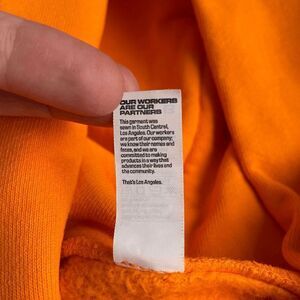 OUR WORKERS
ARE OUR
PARTNERS
This garment was
sewn in South Central,
Los Angeles. Our workers
are part of our company;
we know their names and
faces, and we are
committed to making
products in a way that
advances their lives and
the community.
That's Los Angeles.